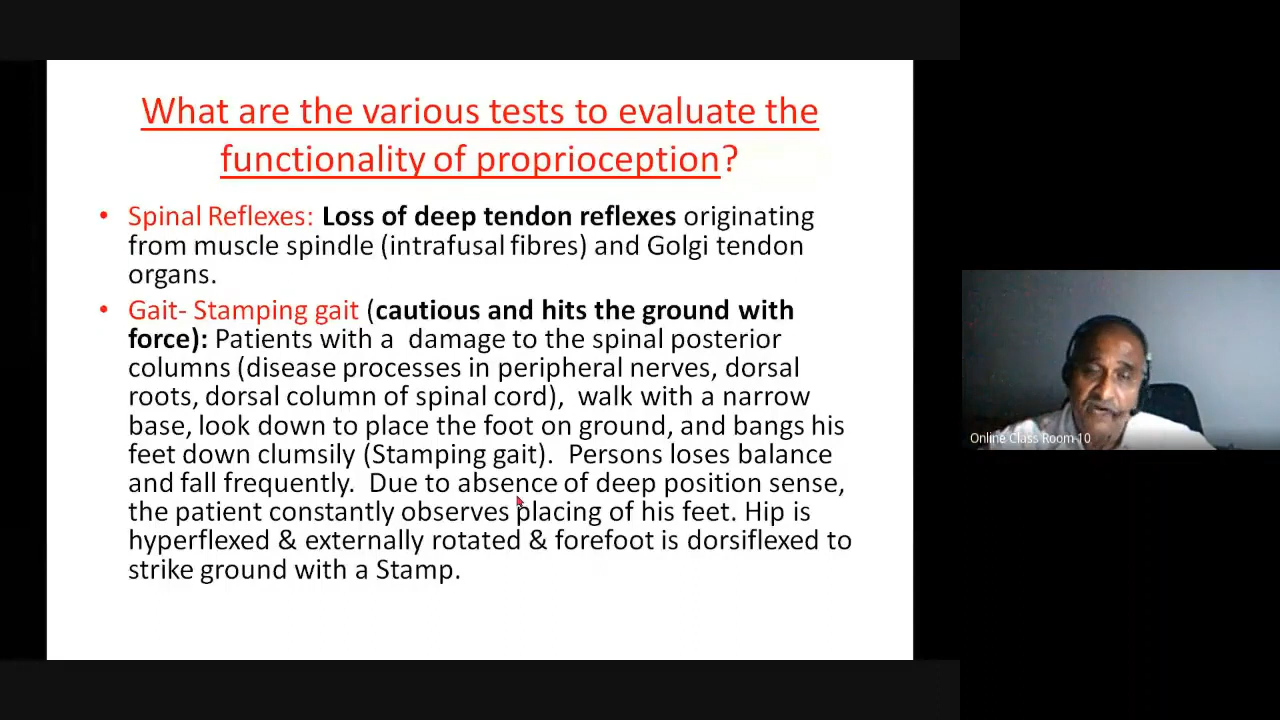 What are the various tests to evaluate the
functionality of proprioception?
• Spinal Reflexes: Loss of deep tendon reflexes originating
from muscle spindle (intrafusal fibres) and Golgi tendon
organs.
• Gait- Stamping gait (cautious and hits the ground with
force): Patients with a  damage to the spinal posterior
columns (disease processes in peripheral nerves, dorsal
roots, dorsal column of spinal cord),  walk with a narrow
base, look down to place the foot on ground, and bangs his
feet down clumsily (Stamping gait).  Persons loses balance
and fall frequently.  Due to absence of deep position sense,
the patient constantly observes placing of his feet. Hip is
hyperflexed & externally rotated & forefoot is dorsiflexed to
strike ground with a Stamp.
Online Class Room 10